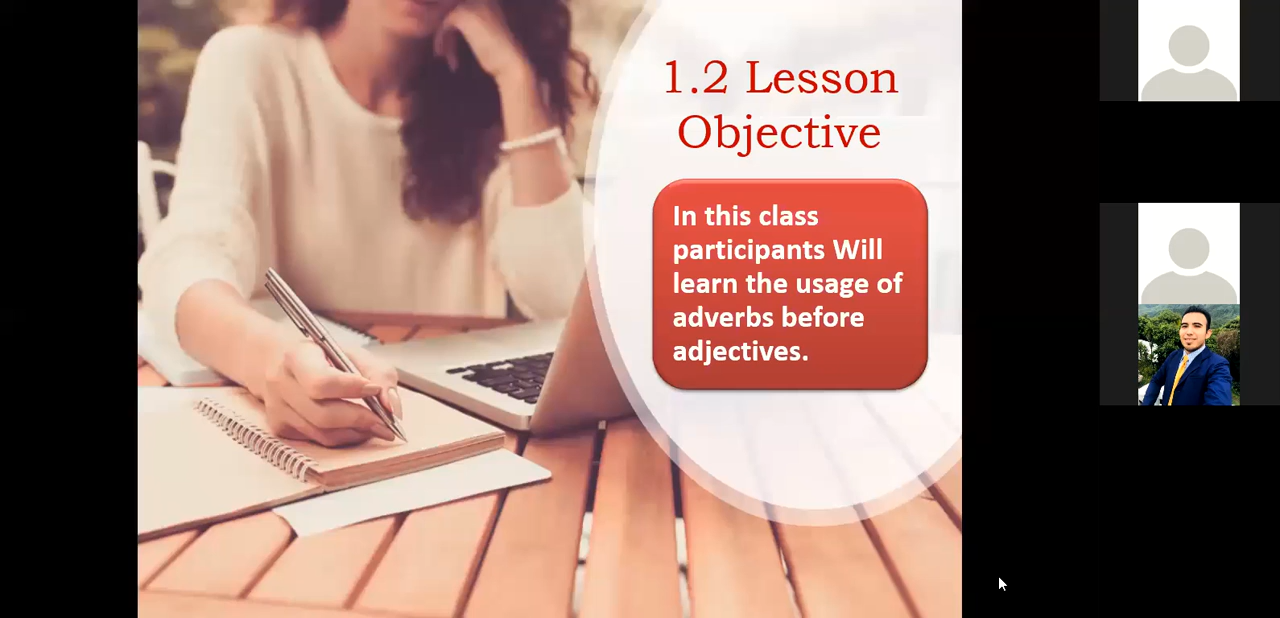 1.2 Lesson
Objective
In this class
participants Will
learn the usage of
adverbs before
adjectives.